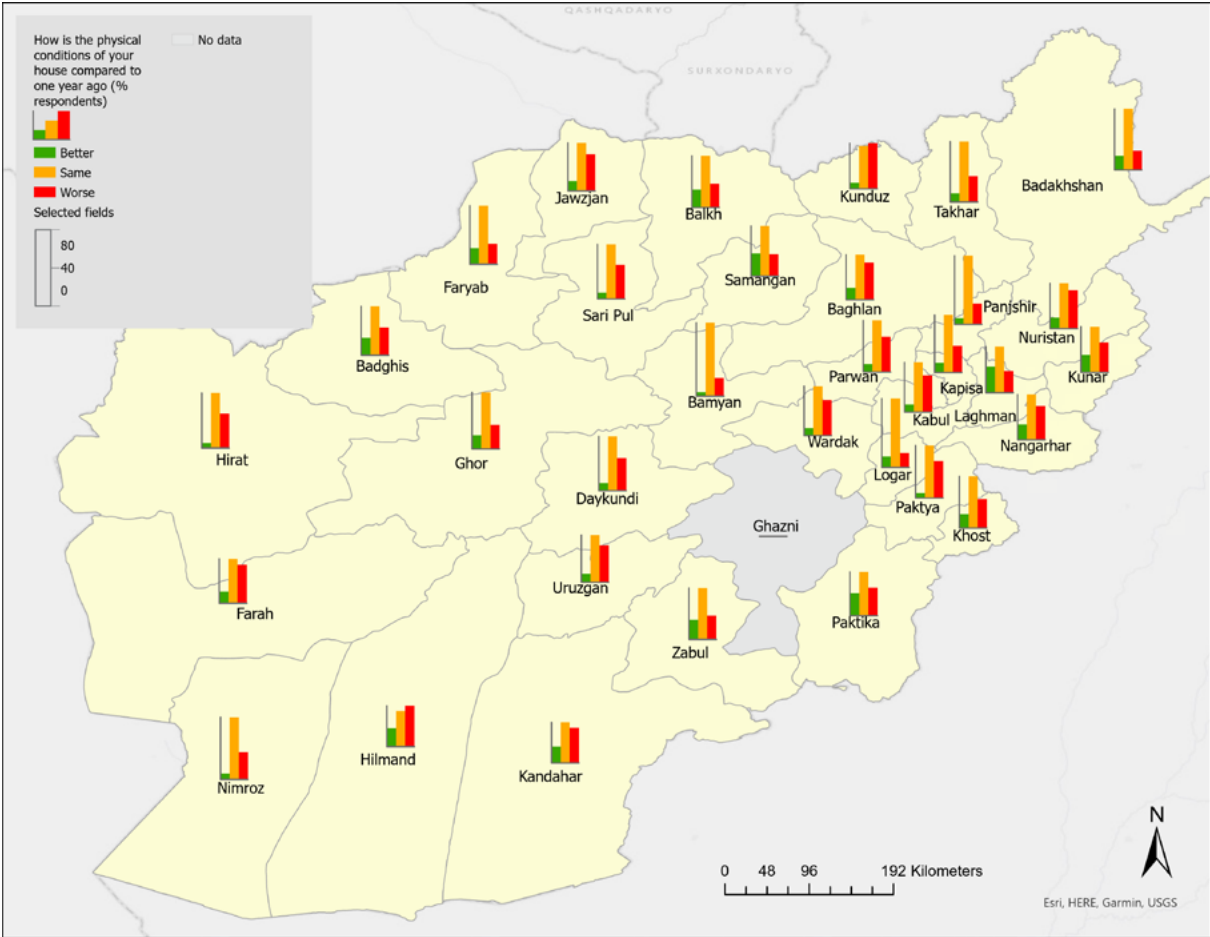 QASHQADARYO
How is the physical
conditions of your
house compared to
one year ago (%
respondents)
No data
Better
Same
Worse
Selected fields
80
40
0
SURXONDARYO
Jawzjan
Balkh
Kunduz
Takhar
Badakhshan
Faryab
Sari Pul
Samangan
Baghlan
Panjshir
Nuristan
Badghis
Bamyan
Parwan
Kapisa
Kunar
Hirat
Ghor
Wardak
Kabul
Laghman
Nangarhar
Daykundi
Logar
Paktya
Khost
Ghazni
Uruzgan
Farah
Zabul
Paktika
Nimroz
Hilmand
Kandahar
N
0 48 96 192 Kilometers
Esri, HERE, Garmin, USGS